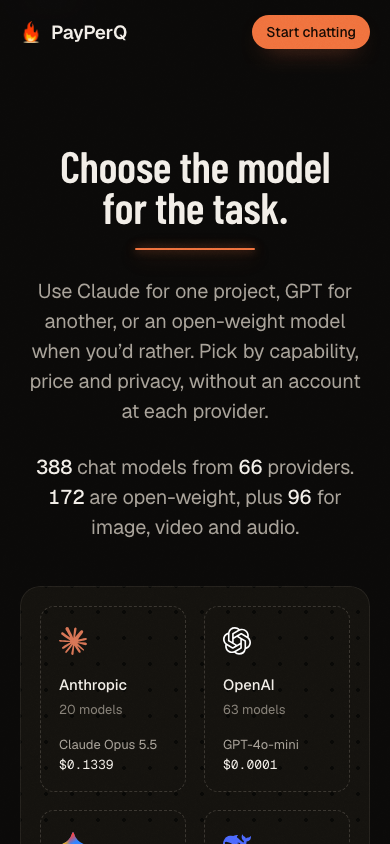 PayPerQ
Start chatting
Choose the model
for the task.
Use Claude for one project, GPT for
another, or an open-weight model
when you’d rather. Pick by capability,
price and privacy, without an account
at each provider.
388 chat models from 66 providers.
172 are open-weight, plus 96 for
image, video and audio.
Anthropic
20 models
Claude Opus 5.5
$0.1339
OpenAI
63 models
GPT-4o-mini
$0.0001